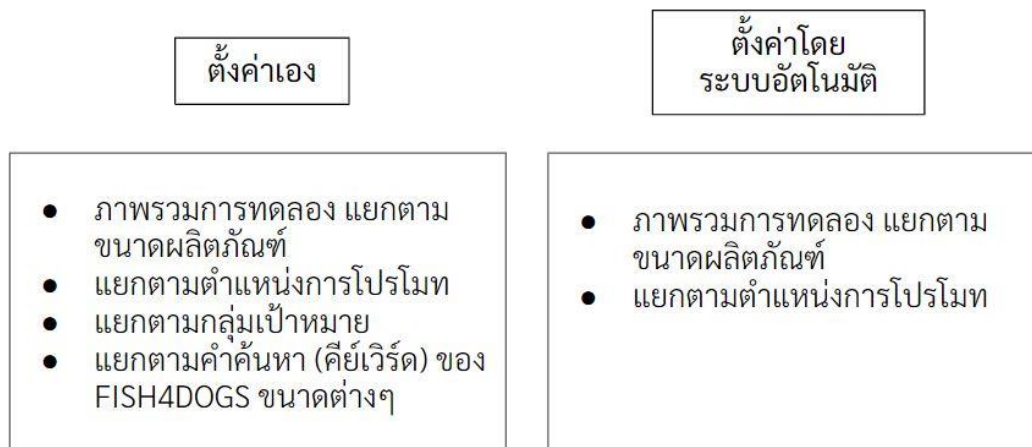 ตั้งค่าเอง
ตั้งค่าโดย
ระบบอัตโนมัติ
● ภาพรวมการทดลอง แยกตาม
ขนาดผลิตภัณฑ์
● แยกตามตำแหน่งการโปรโมท
● แยกตามกลุ่มเป้าหมาย
● แยกตามคำค้นหา (คีย์เวิร์ด) ของ
FISH4DOGS ขนาดต่างๆ
● ภาพรวมการทดลอง แยกตาม
ขนาดผลิตภัณฑ์
● แยกตามตำแหน่งการโปรโมท